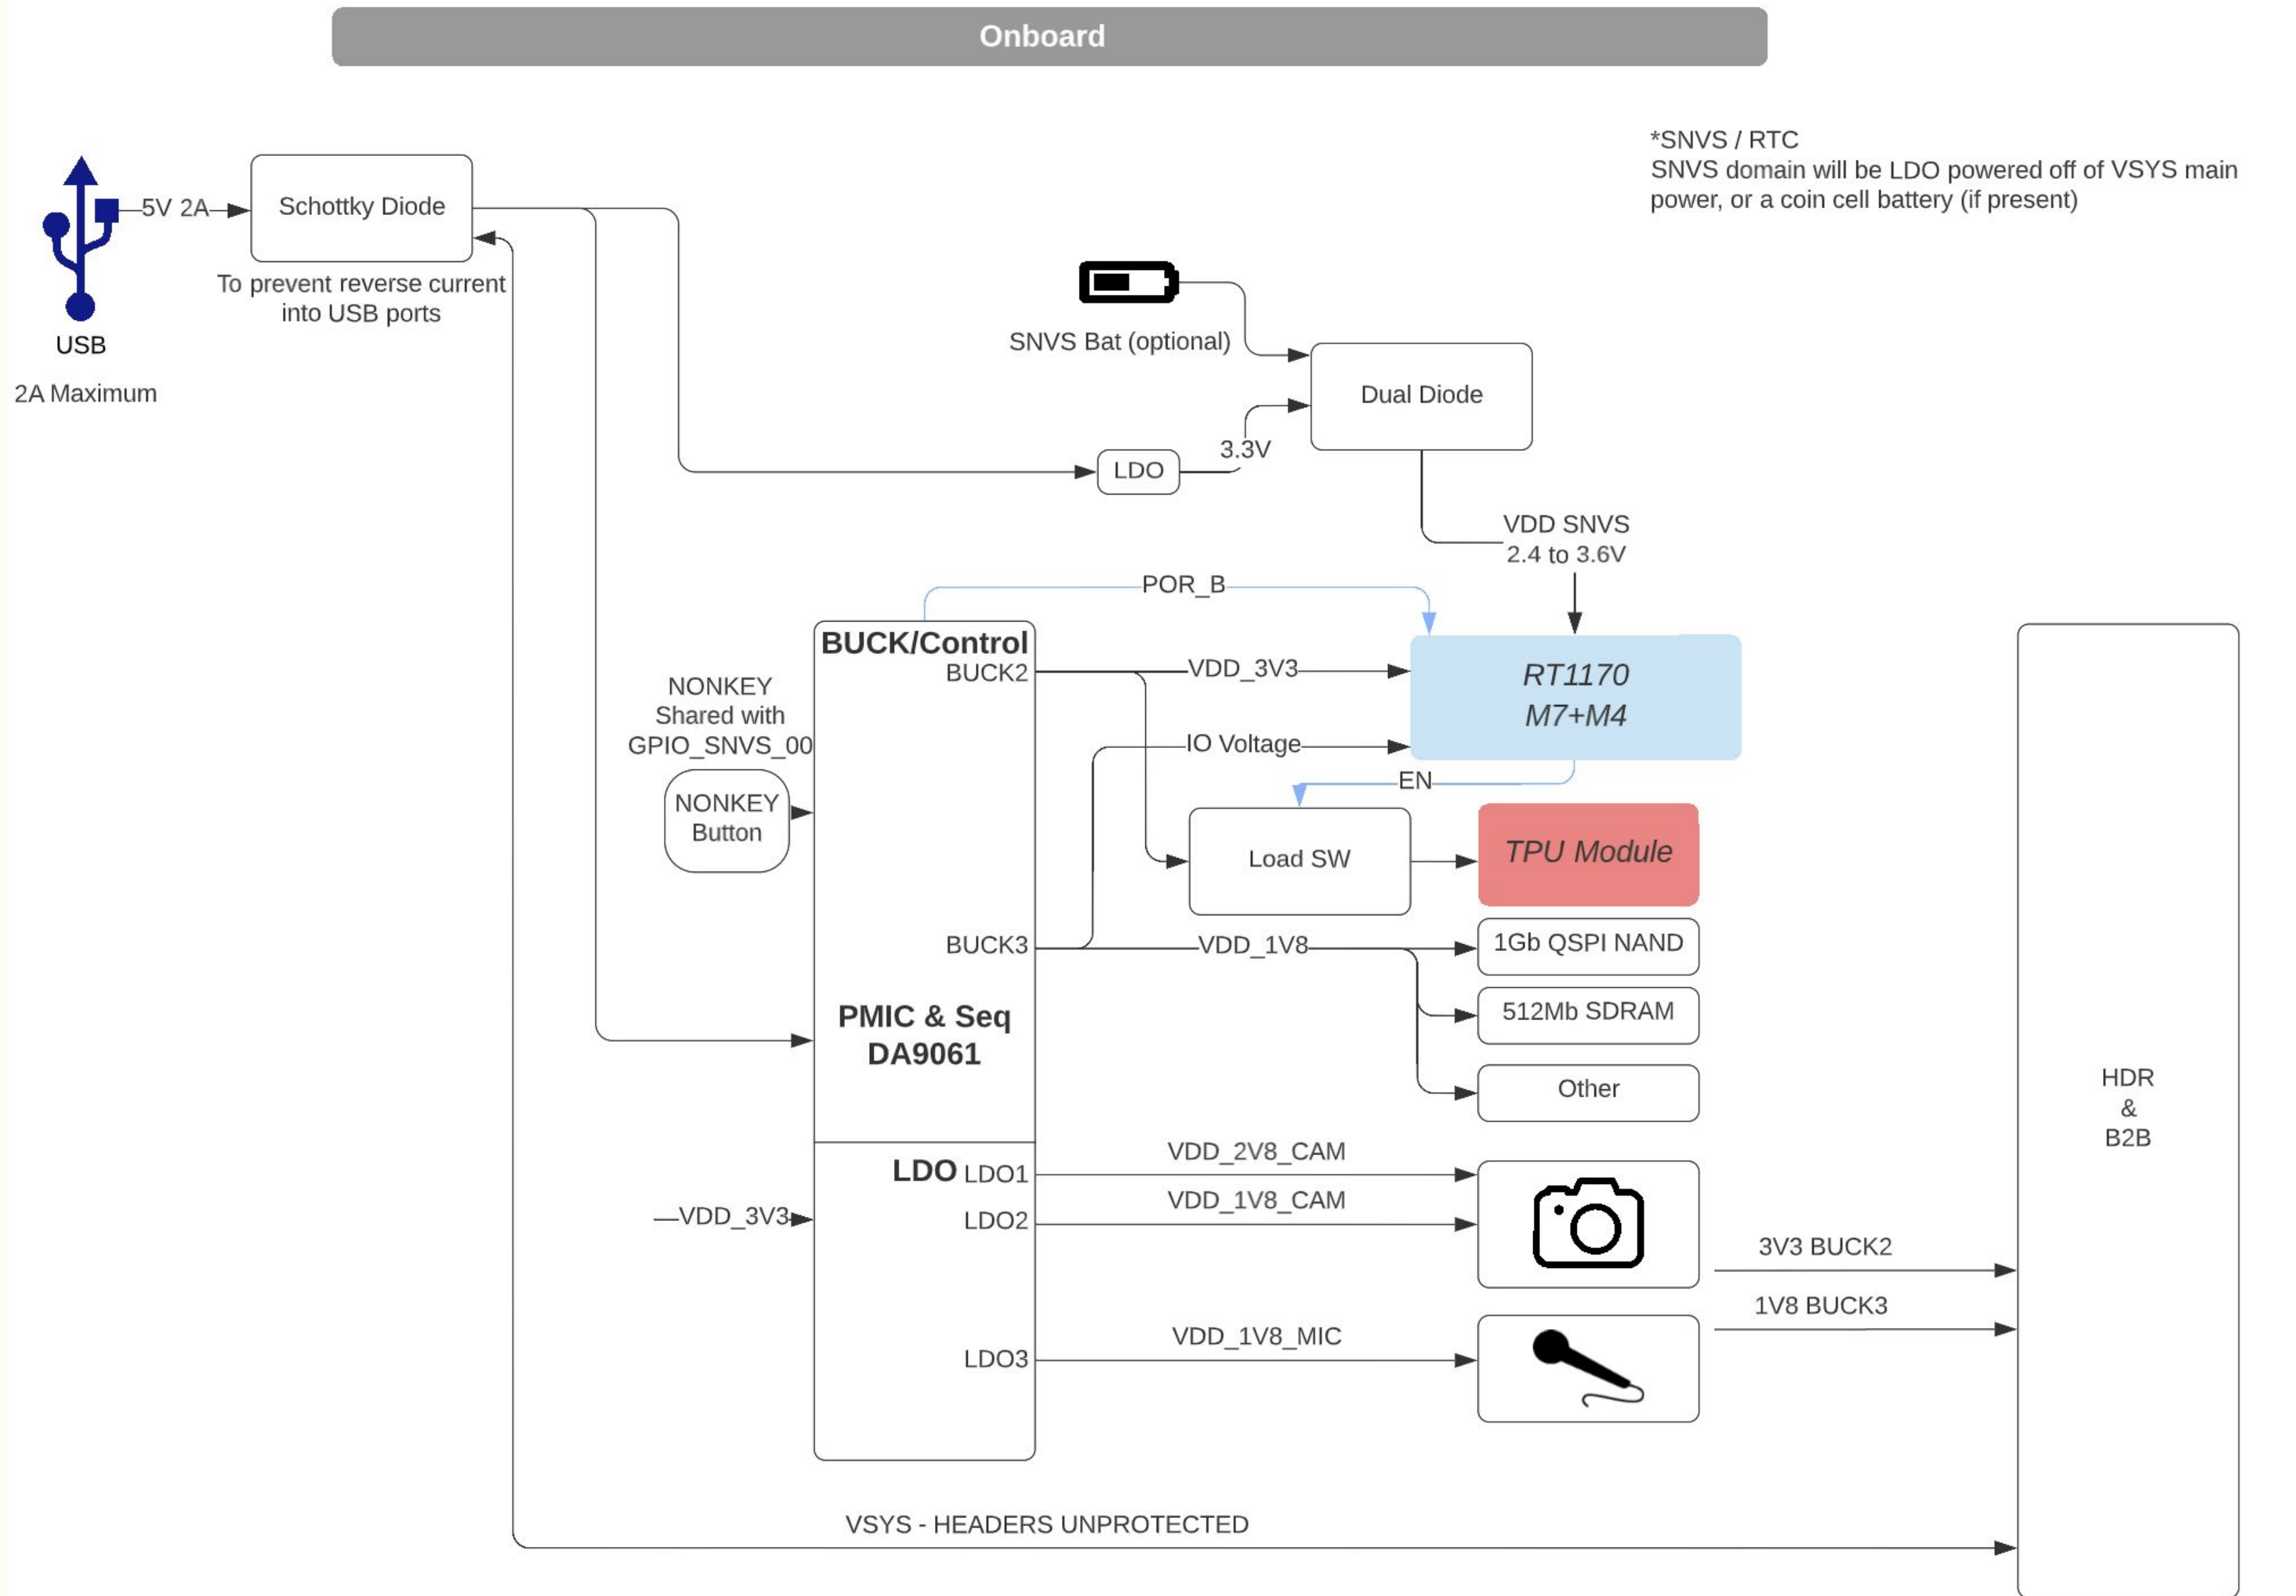 Onboard
*SNVS / RTC
SNVS domain will be LDO powered off of VSYS main
power, or a coin cell battery (if present)
5V 2A
Schottky Diode
To prevent reverse current
into USB ports
USB
2A Maximum
SNVS Bat (optional)
Dual Diode
3.3V
LDO
VDD SNVS
2.4 to 3.6V
POR_B
BUCK/Control
BUCK2
VDD_3V3
RT1170
M7+M4
NONKEY
Shared with
GPIO_SNVS_00
IO Voltage
EN
NONKEY
Button
Load SW
TPU Module
BUCK3
VDD_1V8
1Gb QSPI NAND
512Mb SDRAM
PMIC & Seq
DA9061
Other
HDR
&
B2B
LDO
LDO1
VDD_2V8_CAM
LDO2
VDD_1V8_CAM
VDD_3V3
3V3 BUCK2
1V8 BUCK3
LDO3
VDD_1V8_MIC
VSYS - HEADERS UNPROTECTED